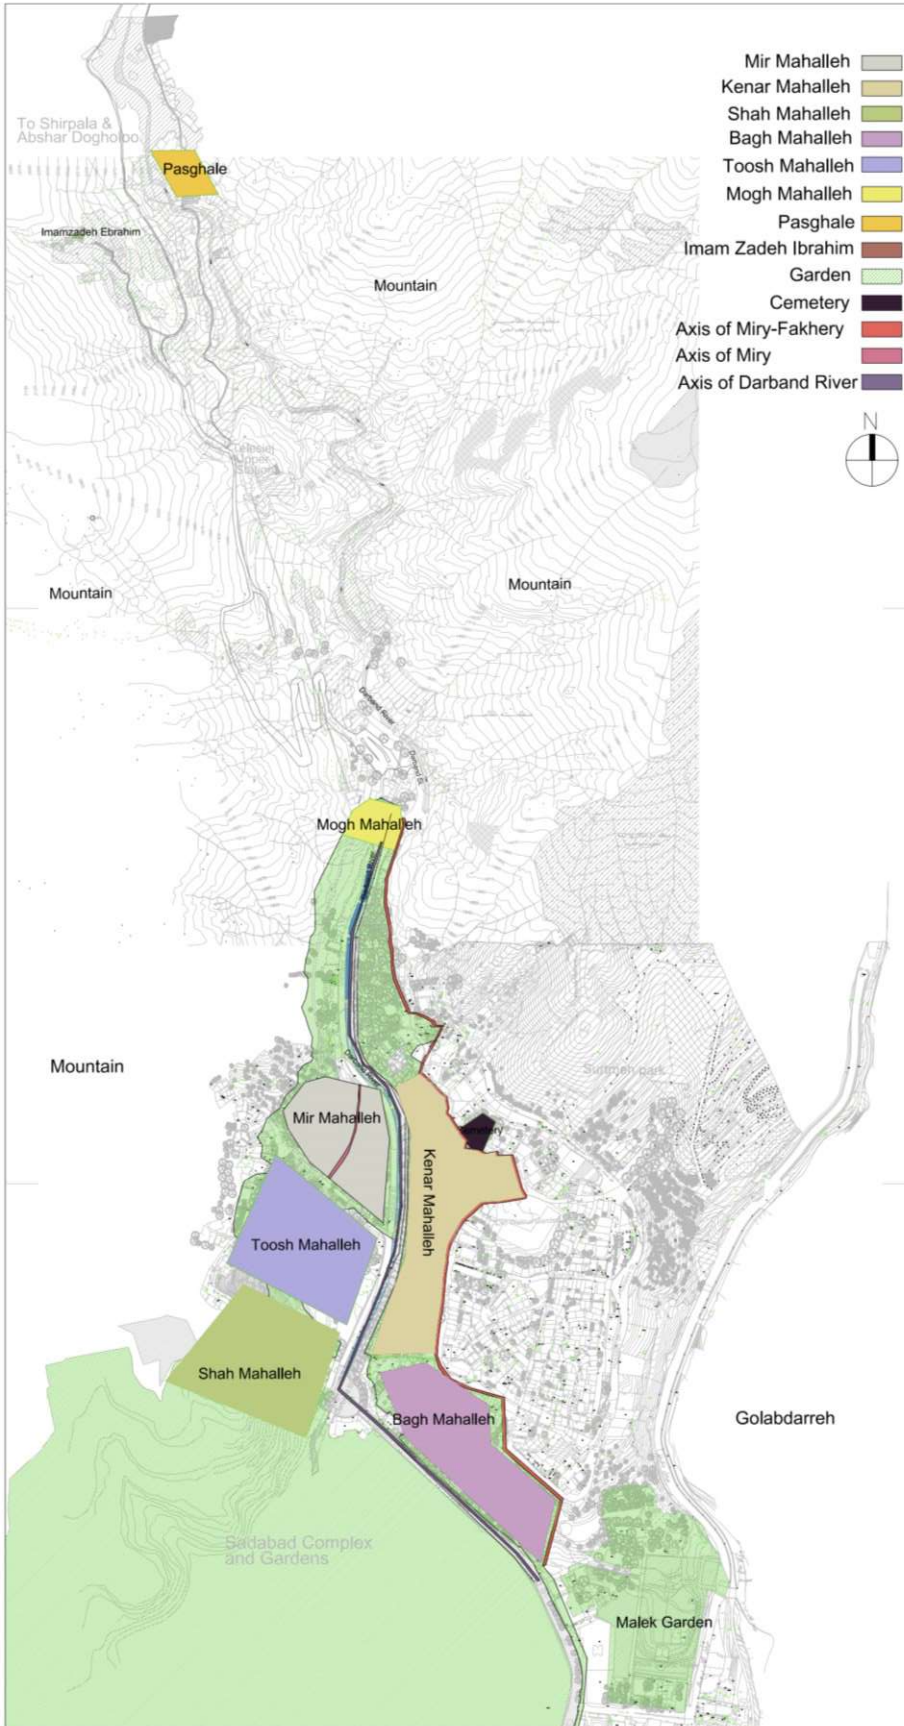 Mir Mahalleh
Kenar Mahalleh
Shah Mahalleh
Bagh Mahalleh
Toosh Mahalleh
Mogh Mahalleh
Pasghale
Imam Zadeh Ibrahim
Garden
Cemetery
Axis of Miry-Fakhery
Axis of Miry
Axis of Darband River
N
To Shirpala &
Abshar Dogholoo
Pasghale
Imamzadeh Ebrahim
Mountain
Mountain
Mountain
Darband River
Mogh Mahalleh
Mountain
Mir Mahalleh
Cemetery
Kenar Mahalleh
Toosh Mahalleh
Shah Mahalleh
Bagh Mahalleh
Golabdarreh
Sadabad Complex
and Gardens
Malek Garden